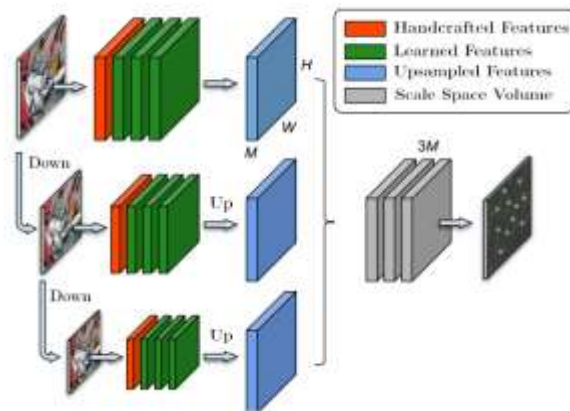 Handcrafted Features
Learned Features
Upsampled Features
Scale Space Volume
H
W
M
3M
Down
Up
Down
Up